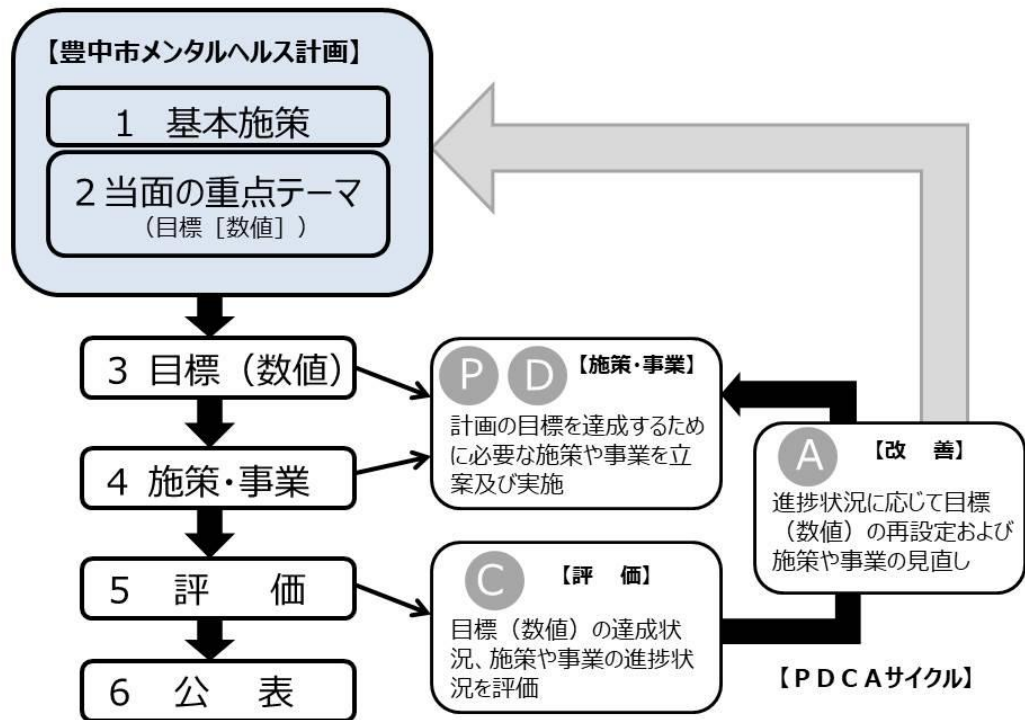 【豊中市メンタルヘルス計画】
1 基本施策
2 当面の重点テーマ
（目標［数値］）
3 目標（数値）
4 施策・事業
5 評　価
6 公　表
P D 【施策・事業】
計画の目標を達成するため
に必要な施策や事業を立
案及び実施
C 【評　価】
目標（数値）の達成状
況、施策や事業の進捗状
況を評価
A 【改　善】
進捗状況に応じて目標
（数値）の再設定および
施策や事業の見直し
【ＰＤＣＡサイクル】